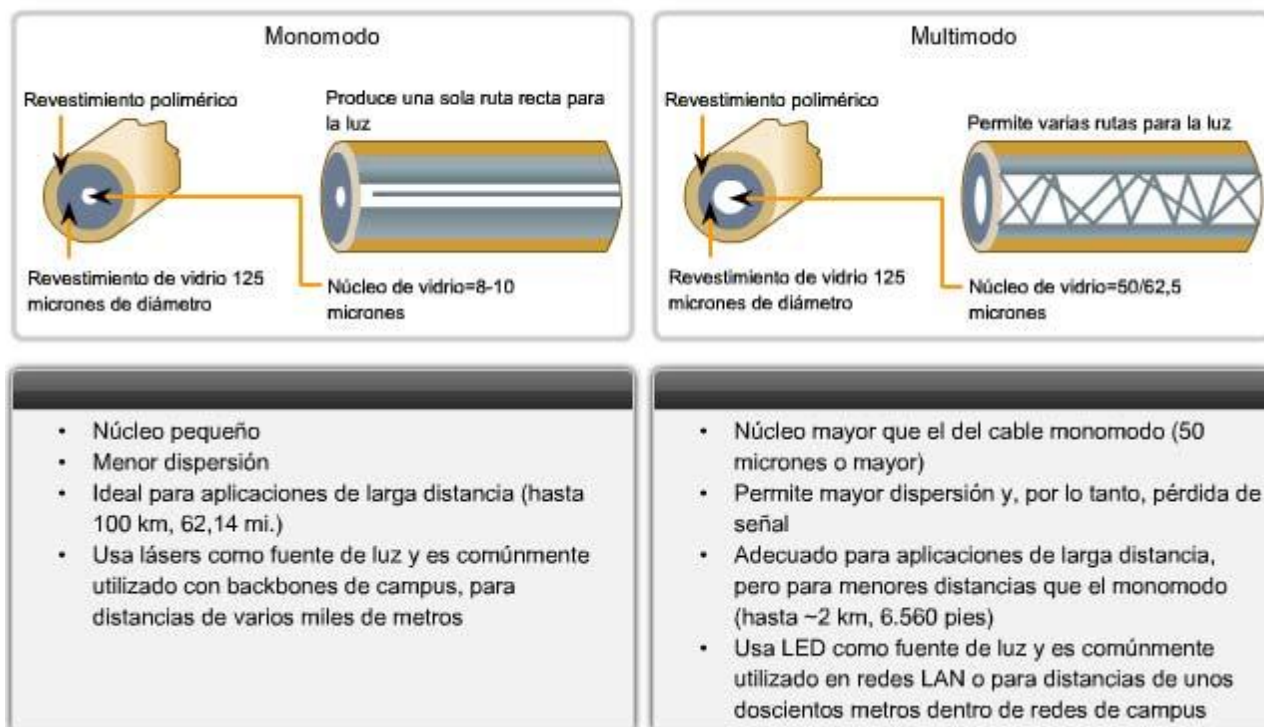 Monomodo
Revestimiento polimérico
Produce una sola ruta recta para
la luz
Revestimiento de vidrio 125
micrones de diámetro
Núcleo de vidrio=8-10
micrones
Multimodo
Revestimiento polimérico
Permite varias rutas para la luz
Revestimiento de vidrio 125
micrones de diámetro
Núcleo de vidrio=50/62,5
micrones
• Núcleo pequeño
• Menor dispersión
• Ideal para aplicaciones de larga distancia (hasta
100 km, 62,14 mi.)
• Usa lásers como fuente de luz y es comúnmente
utilizado con backbones de campus, para
distancias de varios miles de metros
• Núcleo mayor que el del cable monomodo (50
micrones o mayor)
• Permite mayor dispersión y, por lo tanto, pérdida de
señal
• Adecuado para aplicaciones de larga distancia,
pero para menores distancias que el monomodo
(hasta ~2 km, 6.560 pies)
• Usa LED como fuente de luz y es comúnmente
utilizado en redes LAN o para distancias de unos
doscientos metros dentro de redes de campus